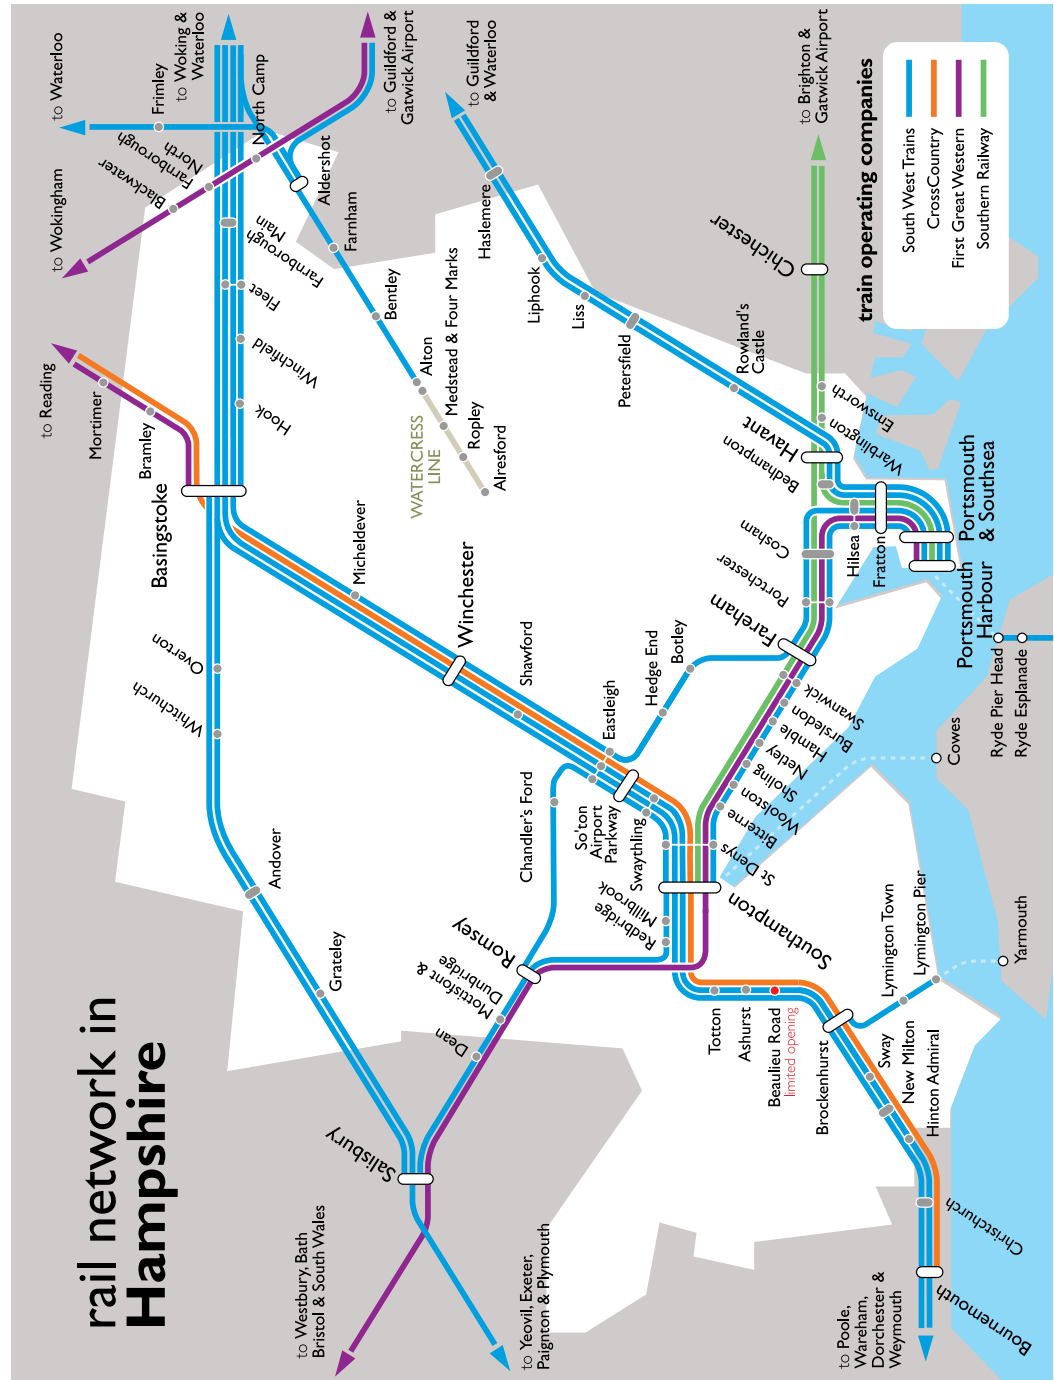 rail network in
Hampshire
to Reading
Mortimer
Bramley
Basingstoke
to Wokingham
Blackwater
Farnborough
North
to Waterloo
Frimley
to Woking &
Waterloo
North Camp
to Guildford &
Gatwick Airport
Aldershot
Farnham
Bentley
Alton
Medstead & Four Marks
Ropley
Alresford
WATERCRESS
LINE
Farnborough
Main
Fleet
Winchfield
Hook
to Guildford
& Waterloo
Haslemere
Liphook
Liss
Petersfield
Rowland's
Castle
to Brighton &
Gatwick Airport
Chichester
Emsworth
Warblington
Havant
Bedhampton
train operating companies
South West Trains
CrossCountry
First Great Western
Southern Railway
Overton
Whitchurch
Andover
Grateley
Salisbury
to Westbury, Bath
Bristol & South Wales
to Yeovil, Exeter,
Paignton & Plymouth
Micheldever
Winchester
Shawford
Eastleigh
Hedge End
Botley
Chandler's Ford
So'ton
Airport
Parkway
Swaythling
St Denys
Southampton
Millbrook
Redbridge
Romsey
Mottisfont &
Dunbridge
Dean
Bitterne
Woolston
Sholing
Netley
Hamble
Bursledon
Swanwick
Fareham
Portchester
Cosham
Hilsea
Fratton
Portsmouth
& Southsea
Portsmouth
Harbour
Ryde Pier Head
Ryde Esplanade
Cowes
Yarmouth
Totton
Ashurst
Beaulieu Road
limited opening
Brockenhurst
Lymington Town
Lymington Pier
Sway
New Milton
Hinton Admiral
Christchurch
Bournemouth
to Poole,
Wareham,
Dorchester &
Weymouth